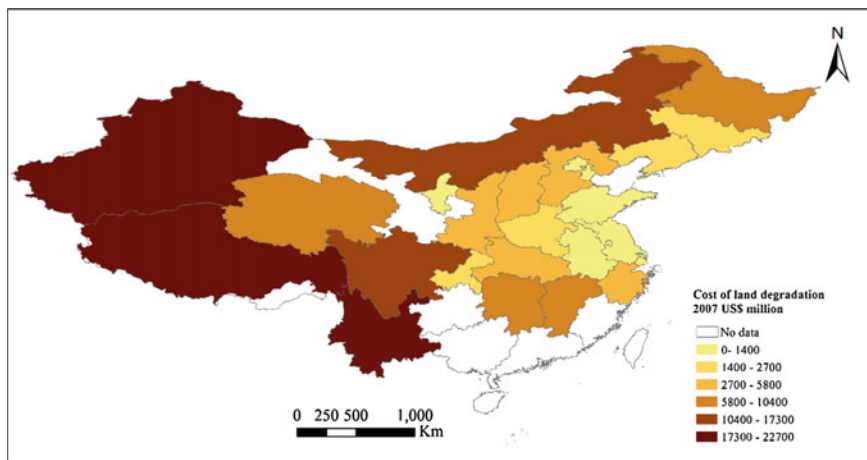 N
Cost of land degradation
2007 US$ million
No data
0- 1400
1400 - 2700
2700 - 5800
5800 - 10400
10400 - 17300
17300 - 22700
0 250 500 1,000
Km